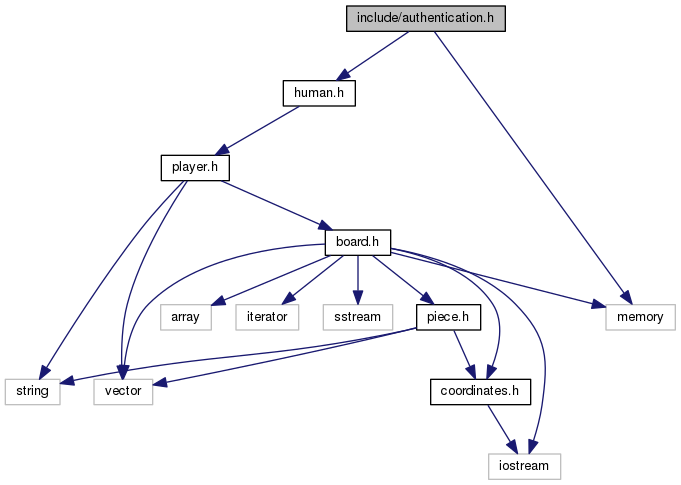 include/authentication.h
human.h
player.h
board.h
array
iterator
sstream
piece.h
memory
string
vector
coordinates.h
iostream